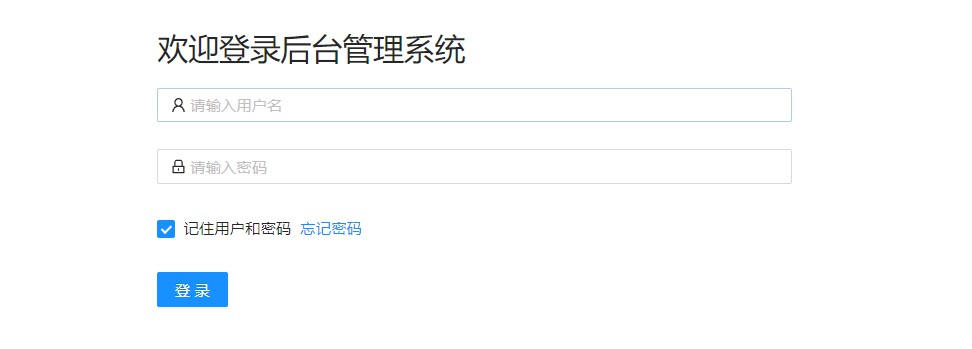 欢迎登录后台管理系统
请输入用户名
请输入密码
记住用户和密码 忘记密码
登 录